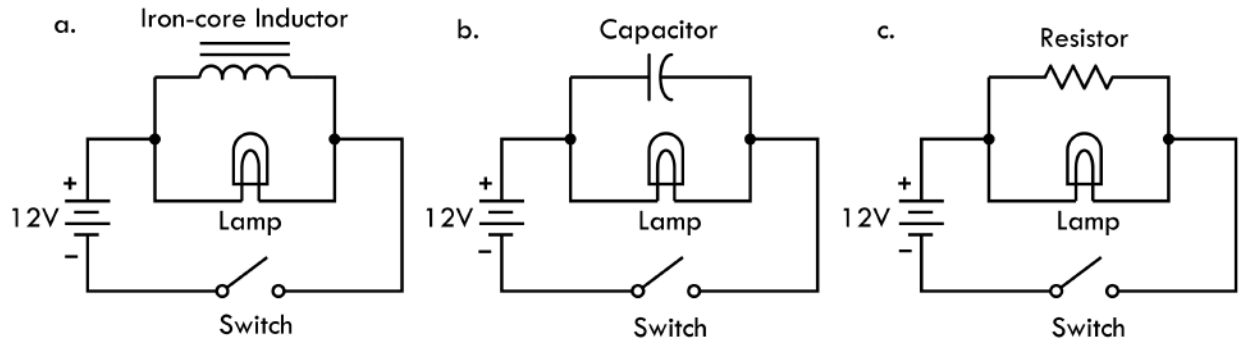 a.
Iron-core Inductor
+
12V
−
Lamp
Switch
b.
Capacitor
+
12V
−
Lamp
Switch
c.
Resistor
+
12V
−
Lamp
Switch